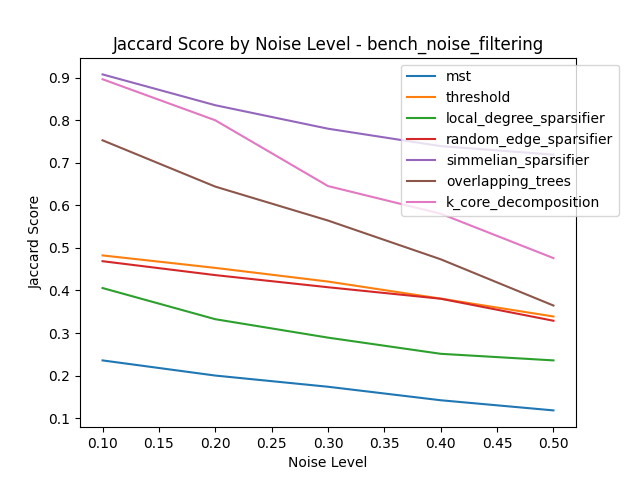 Jaccard Score by Noise Level - bench_noise_filtering
mst
threshold
local_degree_sparsifier
random_edge_sparsifier
simmelian_sparsifier
overlapping_trees
k_core_decomposition
Jaccard Score
0.9
0.8
0.7
0.6
0.5
0.4
0.3
0.2
0.1
0.10 0.15 0.20 0.25 0.30 0.35 0.40 0.45 0.50
Noise Level